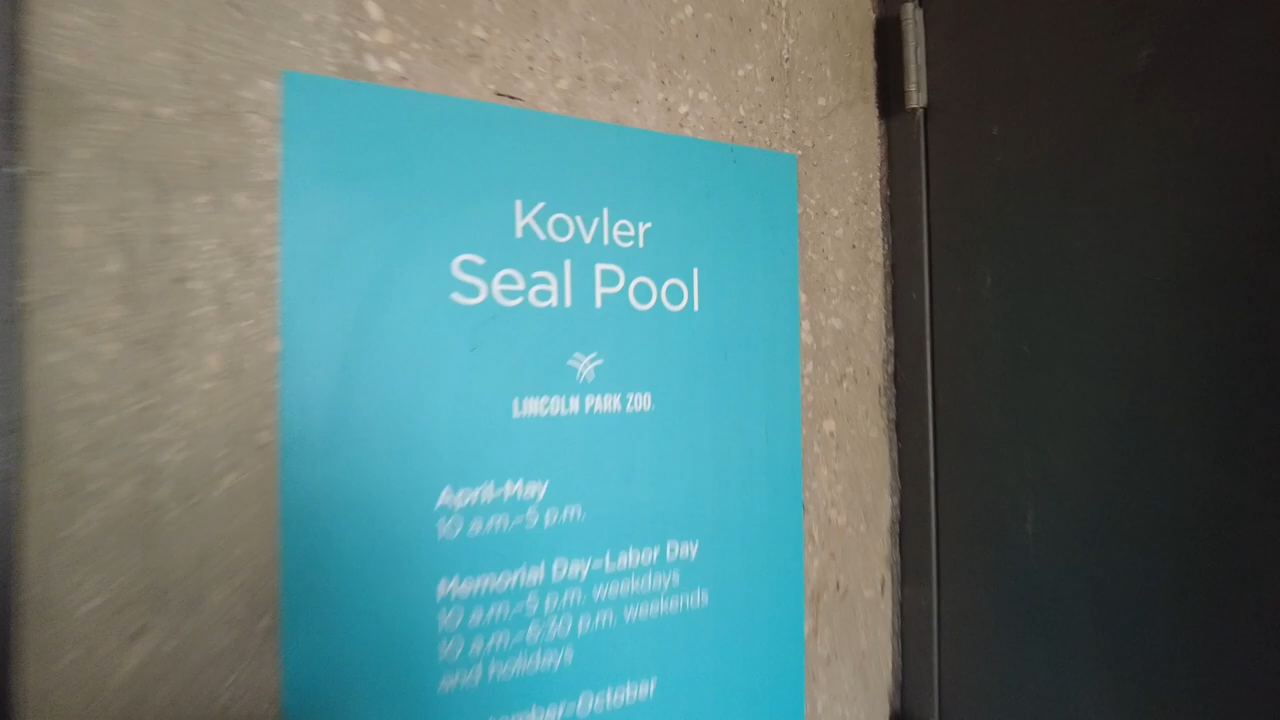 Kovler
Seal Pool
LINCOLN PARK ZOO.
April–May
10 a.m.–5 p.m.
Memorial Day–Labor Day
10 a.m.–5 p.m. weekdays
10 a.m.–6:30 p.m. weekends
and holidays
October